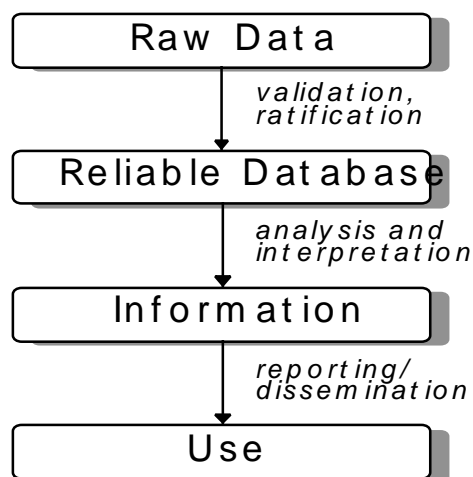 Raw Data
validation,
ratification
Reliable Database
analysis and
interpretation
Information
reporting/
dissemination
Use